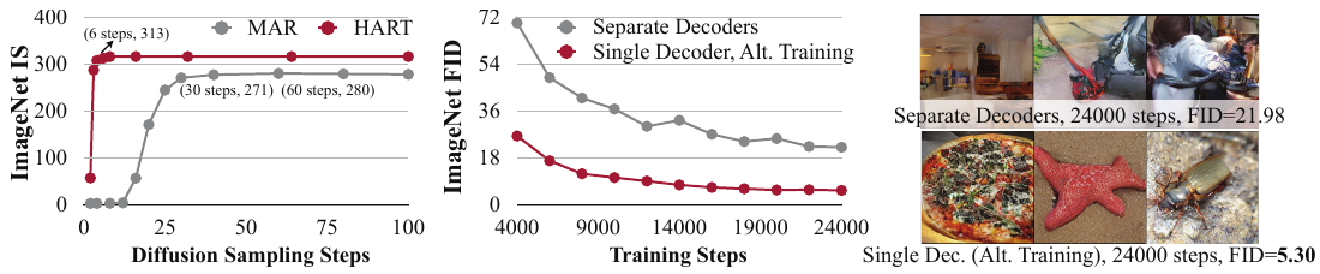 ImageNet IS
400
300
200
100
0
MAR
HART
(6 steps, 313)
(30 steps, 271)
(60 steps, 280)
0
25
50
75
100
Diffusion Sampling Steps
ImageNet FID
72
54
36
18
0
Separate Decoders
Single Decoder, Alt. Training
4000
9000
14000
19000
24000
Training Steps
Separate Decoders, 24000 steps, FID=21.98
Single Dec. (Alt. Training), 24000 steps, FID=5.30